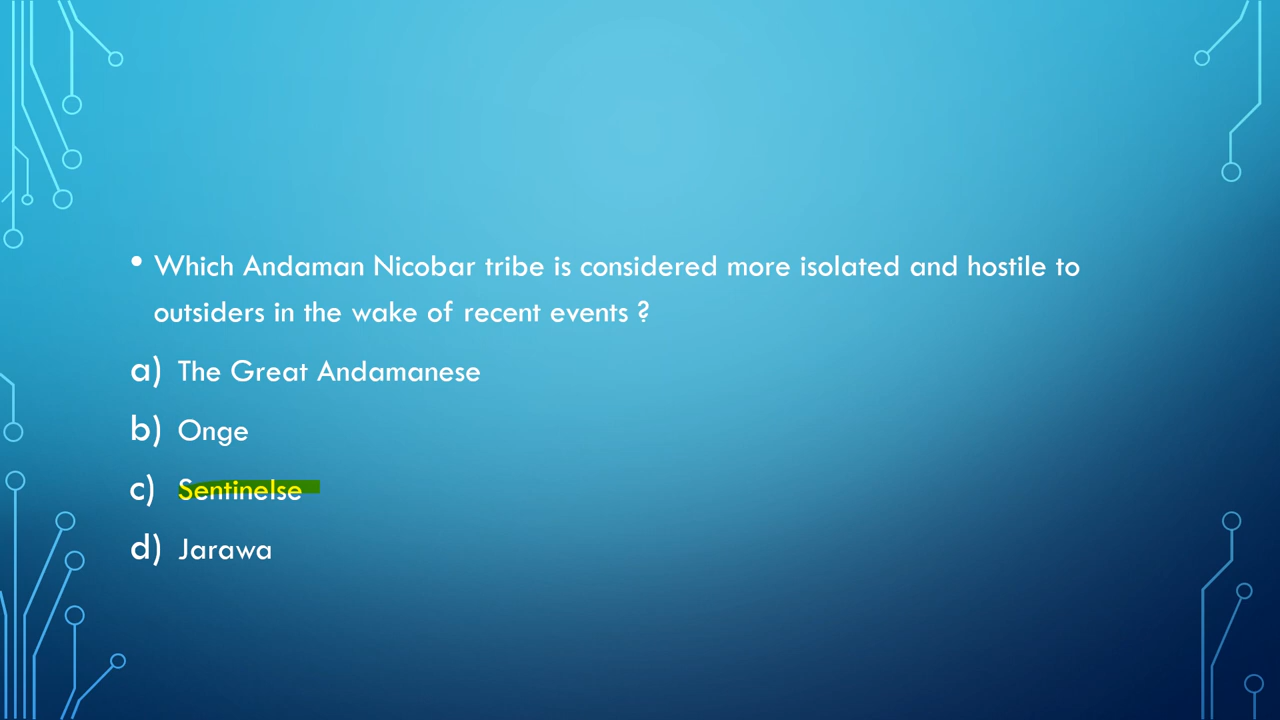 • Which Andaman Nicobar tribe is considered more isolated and hostile to
outsiders in the wake of recent events ?
a) The Great Andamanese
b) Onge
c) Sentinelse
d) Jarawa